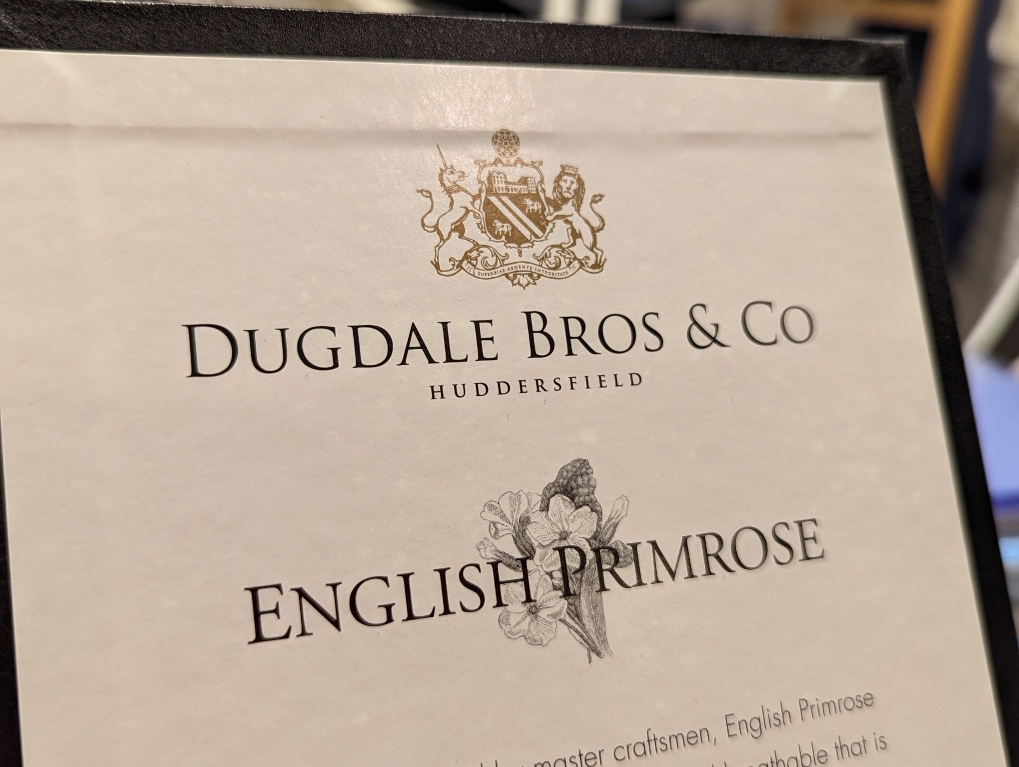 DUGDALE BROS & CO
HUDDERSFIELD
ENGLISH PRIMROSE
master craftsmen, English Primrose
that is